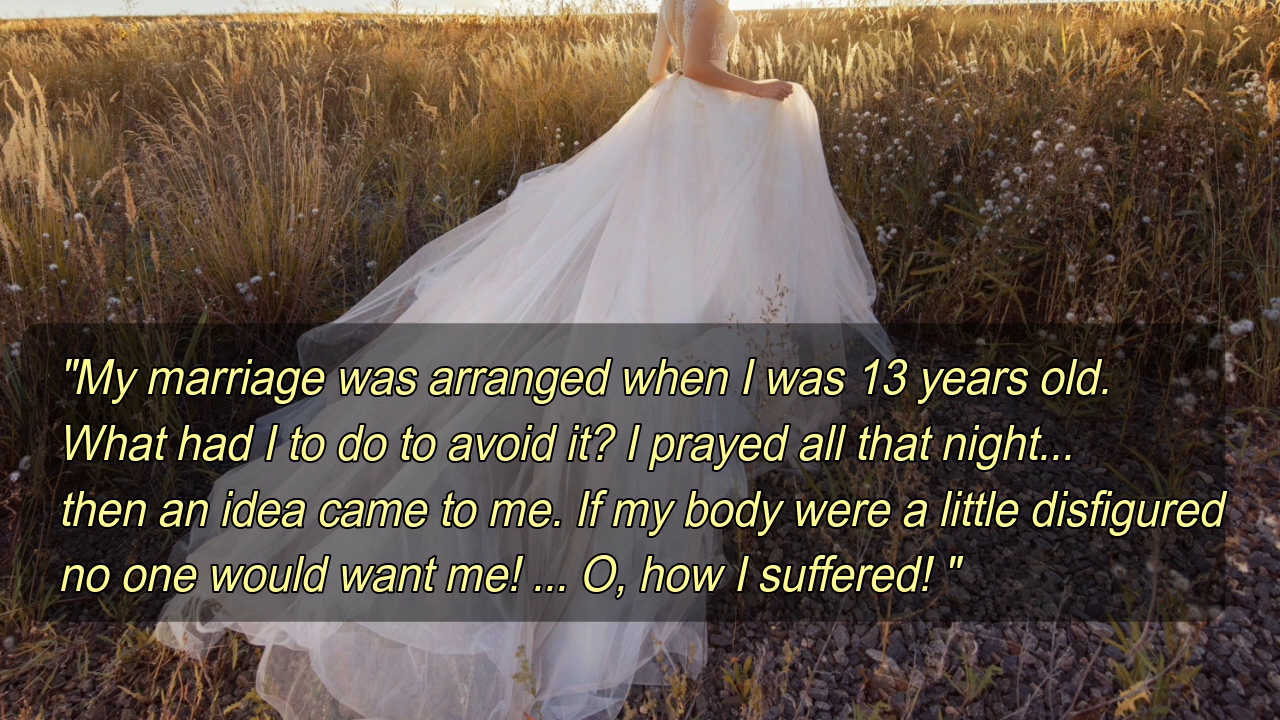 "My marriage was arranged when I was 13 years old.
What had I to do to avoid it? I prayed all that night...
then an idea came to me. If my body were a little disfigured
no one would want me! ... O, how I suffered! "